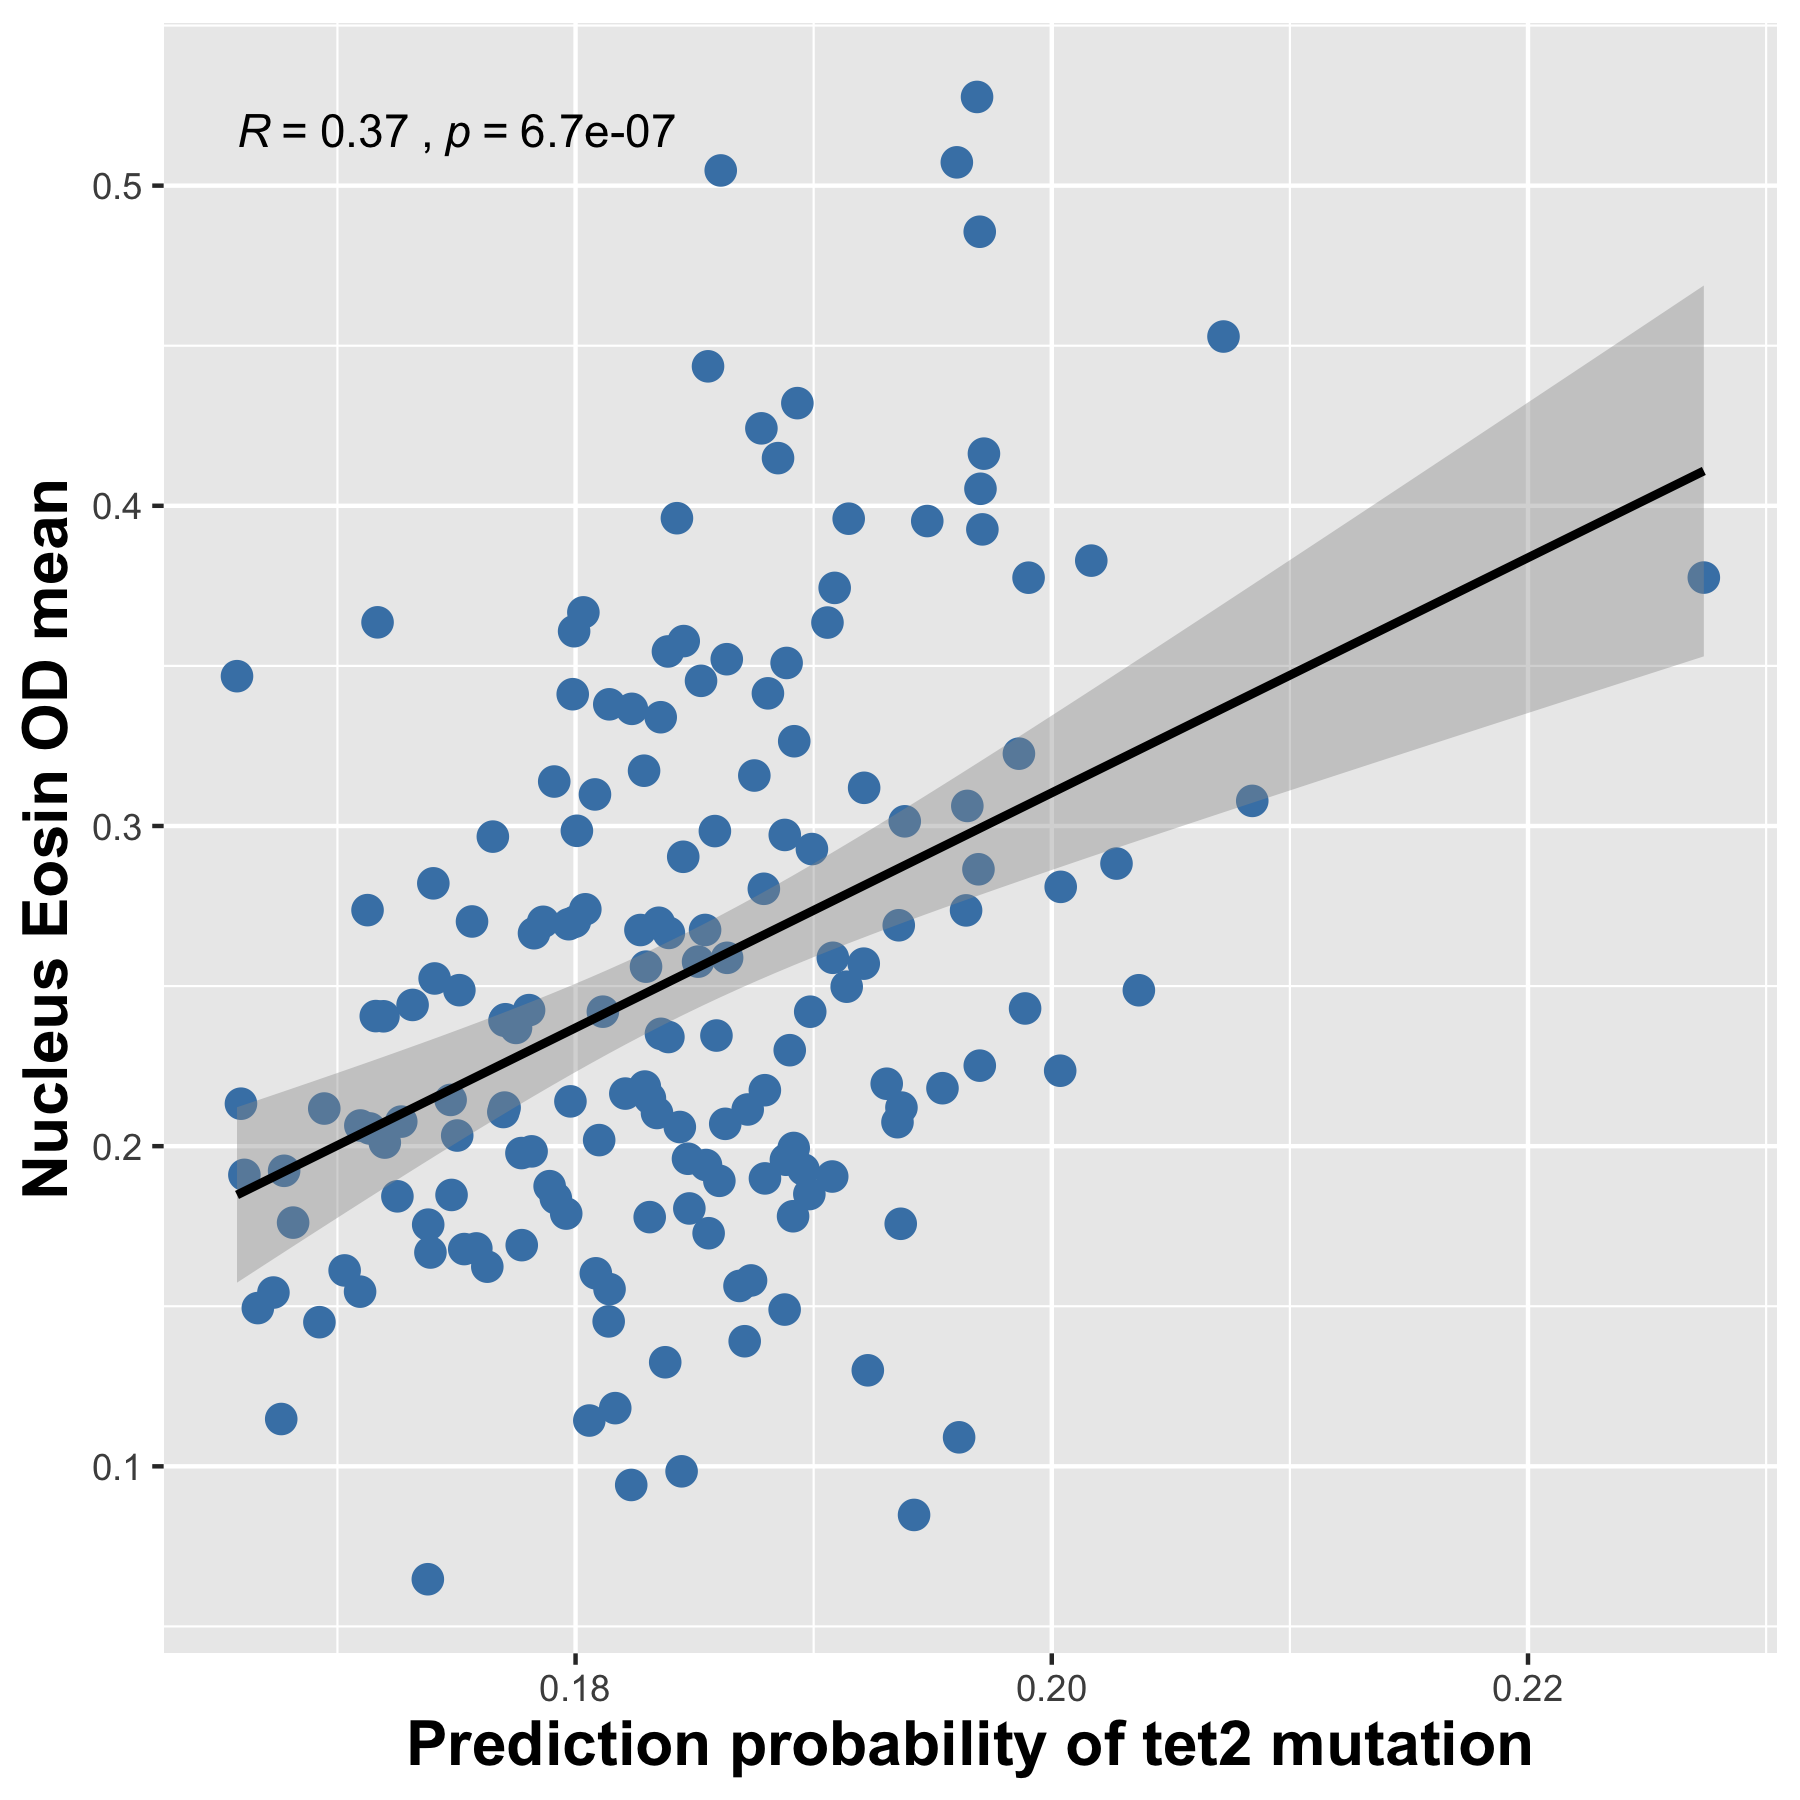 R = 0.37 , p = 6.7e-07
0.5
0.4
0.3
0.2
0.1
Nucleus Eosin OD mean
0.18 0.20 0.22
Prediction probability of tet2 mutation